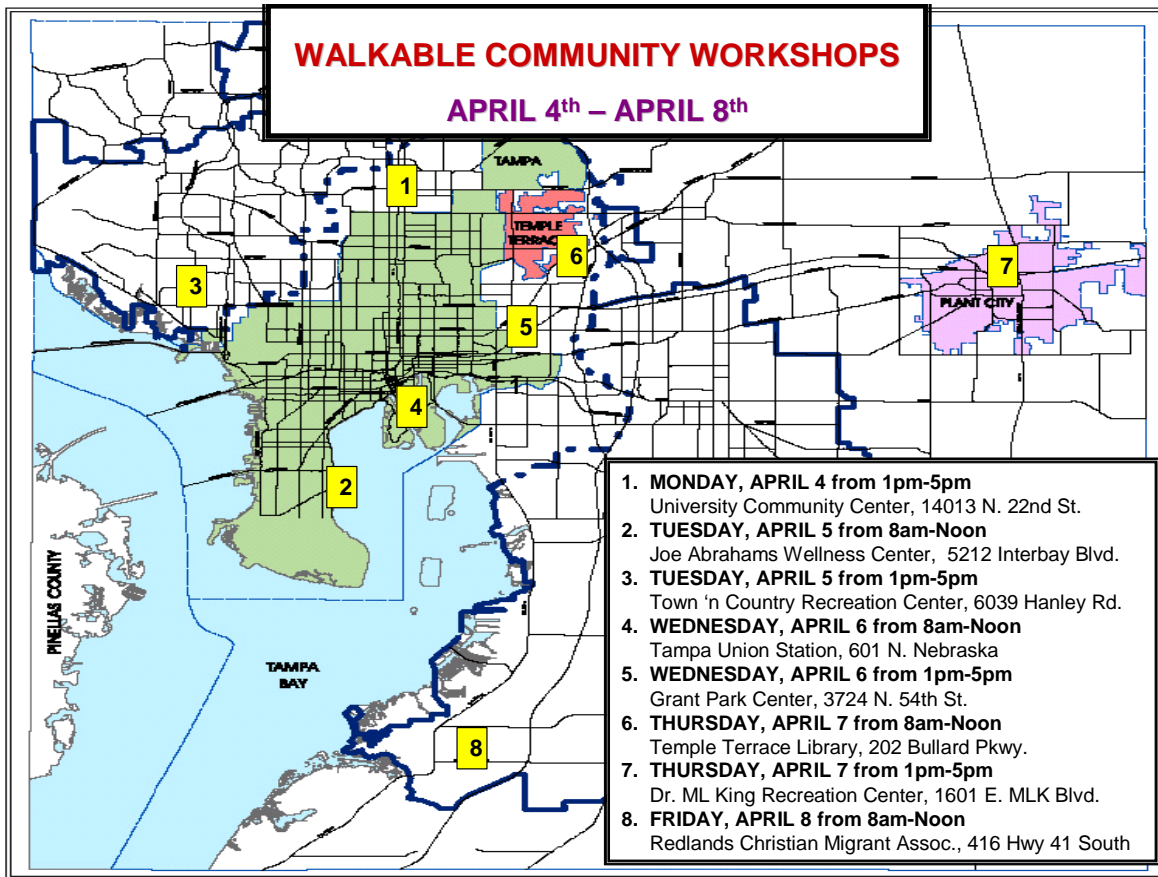 WALKABLE COMMUNITY WORKSHOPS
APRIL 4th – APRIL 8th
TAMPA
1
TEMPLE
TERRACE
6
3
7
PLANT CITY
5
4
2
PINELLAS COUNTY
TAMPA
BAY
8
1. MONDAY, APRIL 4 from 1pm-5pm
University Community Center, 14013 N. 22nd St.
2. TUESDAY, APRIL 5 from 8am-Noon
Joe Abrahams Wellness Center, 5212 Interbay Blvd.
3. TUESDAY, APRIL 5 from 1pm-5pm
Town ‘n Country Recreation Center, 6039 Hanley Rd.
4. WEDNESDAY, APRIL 6 from 8am-Noon
Tampa Union Station, 601 N. Nebraska
5. WEDNESDAY, APRIL 6 from 1pm-5pm
Grant Park Center, 3724 N. 54th St.
6. THURSDAY, APRIL 7 from 8am-Noon
Temple Terrace Library, 202 Bullard Pkwy.
7. THURSDAY, APRIL 7 from 1pm-5pm
Dr. ML King Recreation Center, 1601 E. MLK Blvd.
8. FRIDAY, APRIL 8 from 8am-Noon
Redlands Christian Migrant Assoc., 416 Hwy 41 South